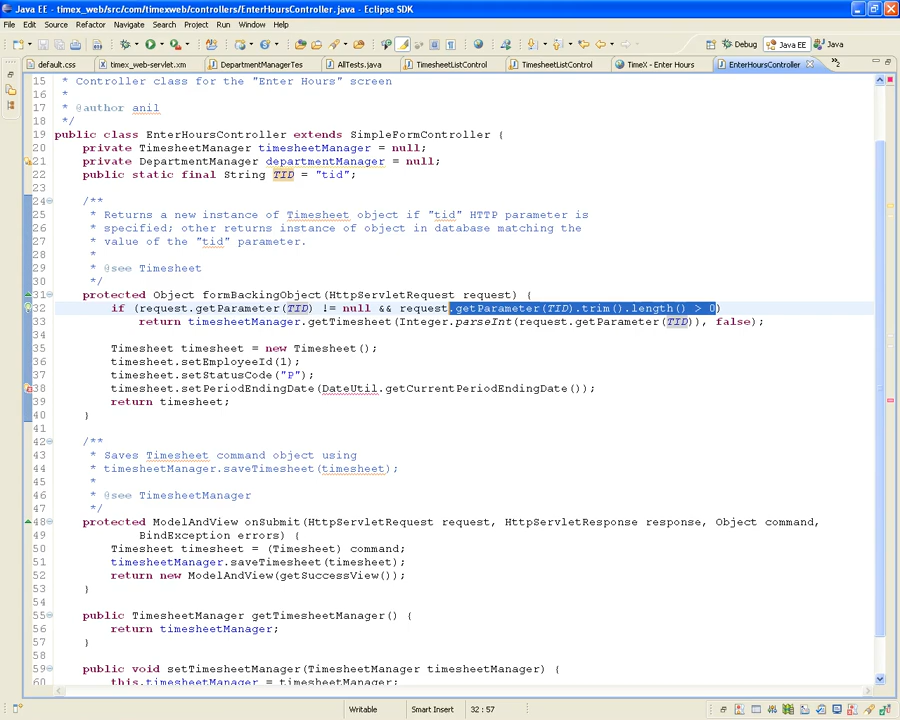 Java EE - timex_web/src/com/timexweb/controllers/EnterHoursController.java - Eclipse SDK
File Edit Source Refactor Navigate Search Project Run Window Help
Debug Java EE Java
default.css timex_web-servlet.xm DepartmentManagerTes AllTests.java TimesheetListControl TimesheetListControl TimeX - Enter Hours EnterHoursController »2
15 * Controller class for the "Enter Hours" screen
16 *
17 * @author anil
18 */
19 public class EnterHoursController extends SimpleFormController {
20 private TimesheetManager timesheetManager = null;
21 private DepartmentManager departmentManager = null;
22 public static final String TID = "tid";
23
24 /**
25 * Returns a new instance of Timesheet object if "tid" HTTP parameter is
26 * specified; other returns instance of object in database matching the
27 * value of the "tid" parameter.
28 *
29 * @see Timesheet
30 */
31 protected Object formBackingObject(HttpServletRequest request) {
32 if (request.getParameter(TID) != null && request.getParameter(TID).trim().length() > 0)
33 return timesheetManager.getTimesheet(Integer.parseInt(request.getParameter(TID)), false);
34
35 Timesheet timesheet = new Timesheet();
36 timesheet.setEmployeeId(1);
37 timesheet.setStatusCode("P");
38 timesheet.setPeriodEndingDate(DateUtil.getCurrentPeriodEndingDate());
39 return timesheet;
40 }
41
42 /**
43 * Saves Timesheet command object using
44 * timesheetManager.saveTimesheet(timesheet);
45 *
46 * @see TimesheetManager
47 */
48 protected ModelAndView onSubmit(HttpServletRequest request, HttpServletResponse response, Object command,
49 BindException errors) {
50 Timesheet timesheet = (Timesheet) command;
51 timesheetManager.saveTimesheet(timesheet);
52 return new ModelAndView(getSuccessView());
53 }
54
55 public TimesheetManager getTimesheetManager() {
56 return timesheetManager;
57 }
58
59 public void setTimesheetManager(TimesheetManager timesheetManager) {
60 this.timesheetManager = timesheetManager;
Writable Smart Insert 32 : 57